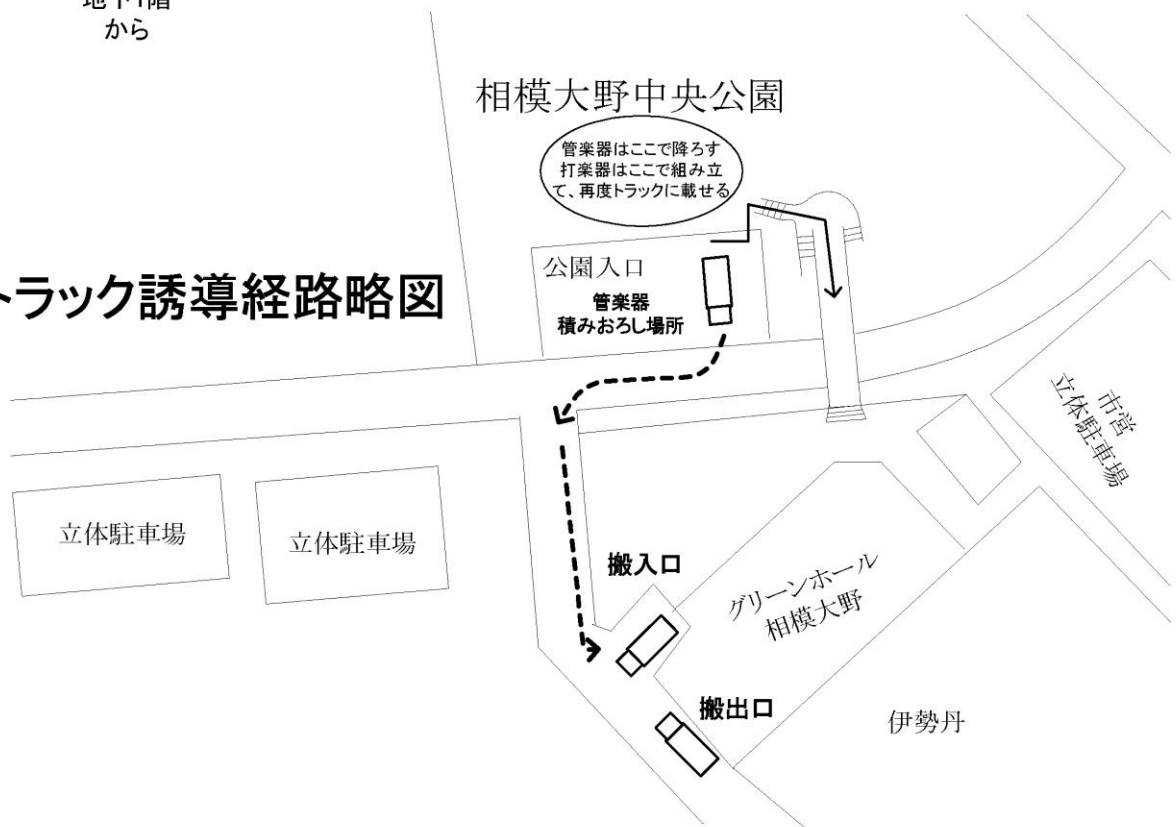 地下1階
から
相模大野中央公園
管楽器はここで降ろす
打楽器はここで組み立
て、再度トラックに載せる
公園入口
管楽器
積みおろし場所
トラック誘導経路略図
市営
立体駐車場
立体駐車場
立体駐車場
搬入口
グリーンホール
相模大野
搬出口
伊勢丹